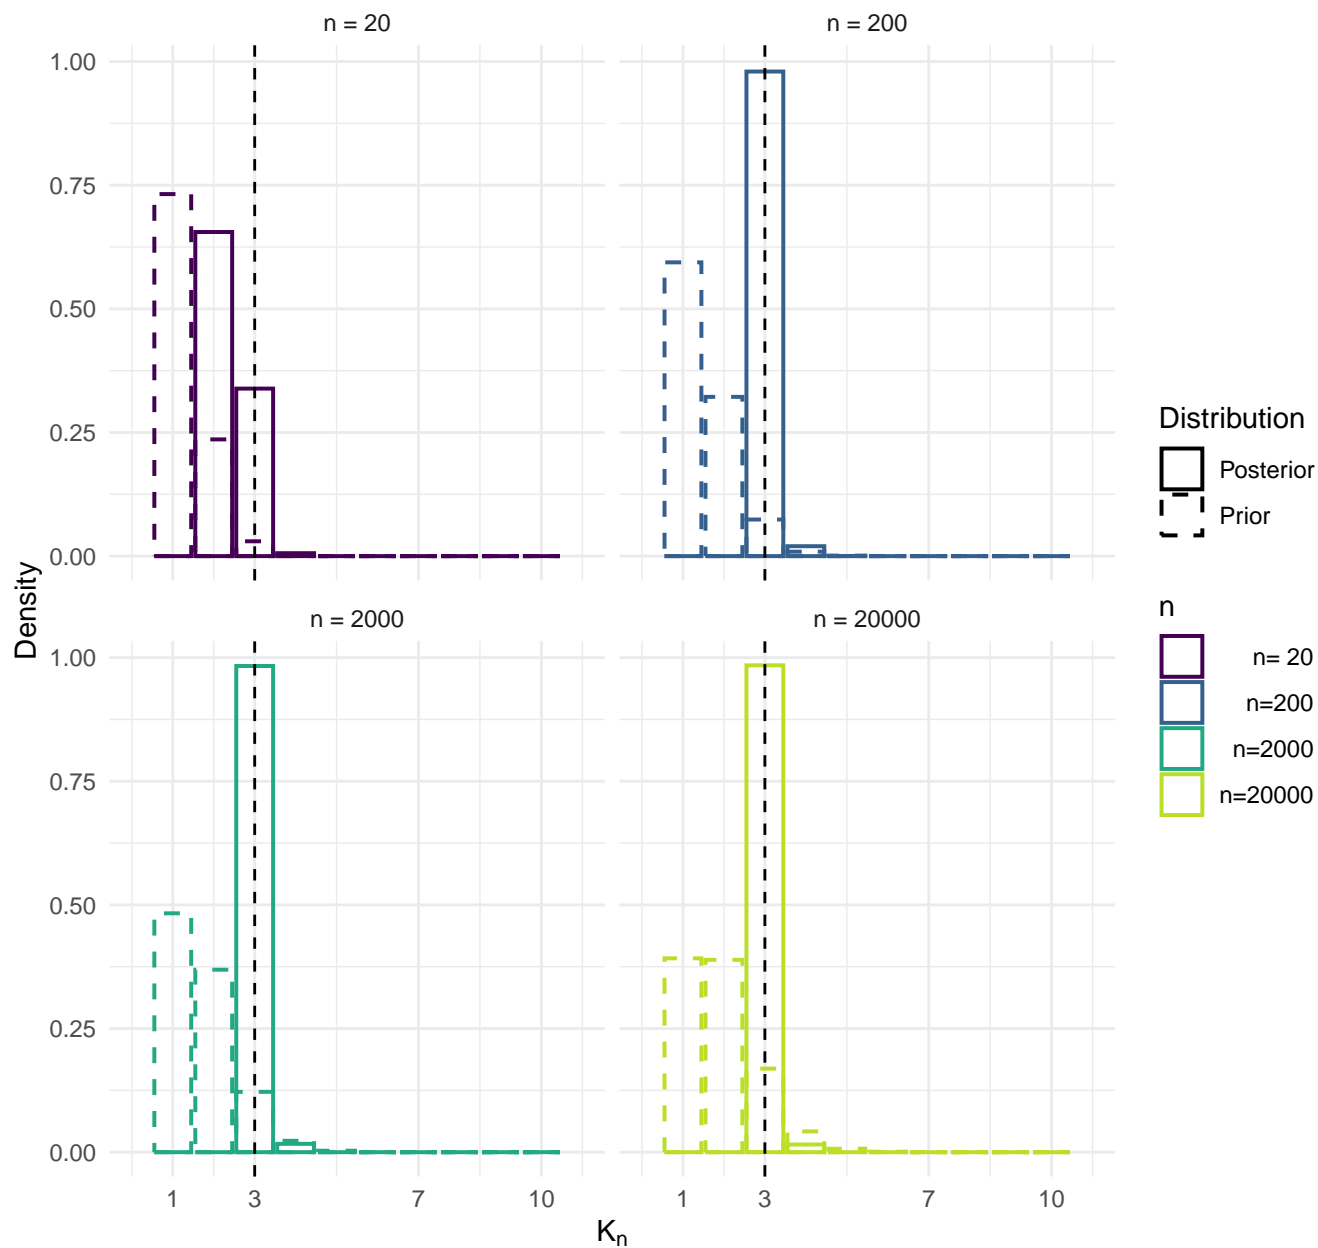 n = 20
n = 200
1.00
0.75
0.50
0.25
0.00
Density
n = 2000
n = 20000
1.00
0.75
0.50
0.25
0.00
1 3 7 10
1 3 7 10
Kn
Distribution
Posterior
Prior
n
n= 20
n=200
n=2000
n=20000